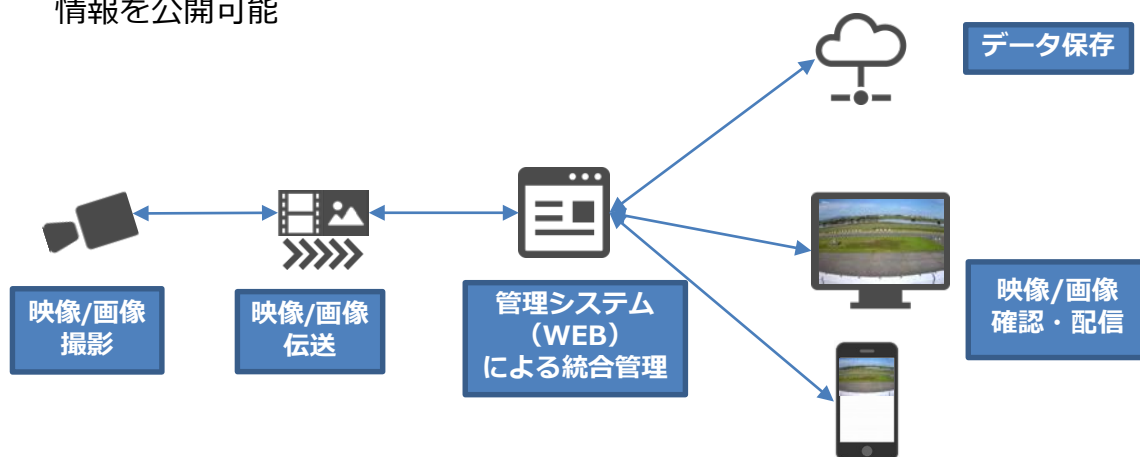 情報を公開可能
データ保存
映像/画像
撮影
映像/画像
伝送
管理システム
（WEB）
による統合管理
映像/画像
確認・配信